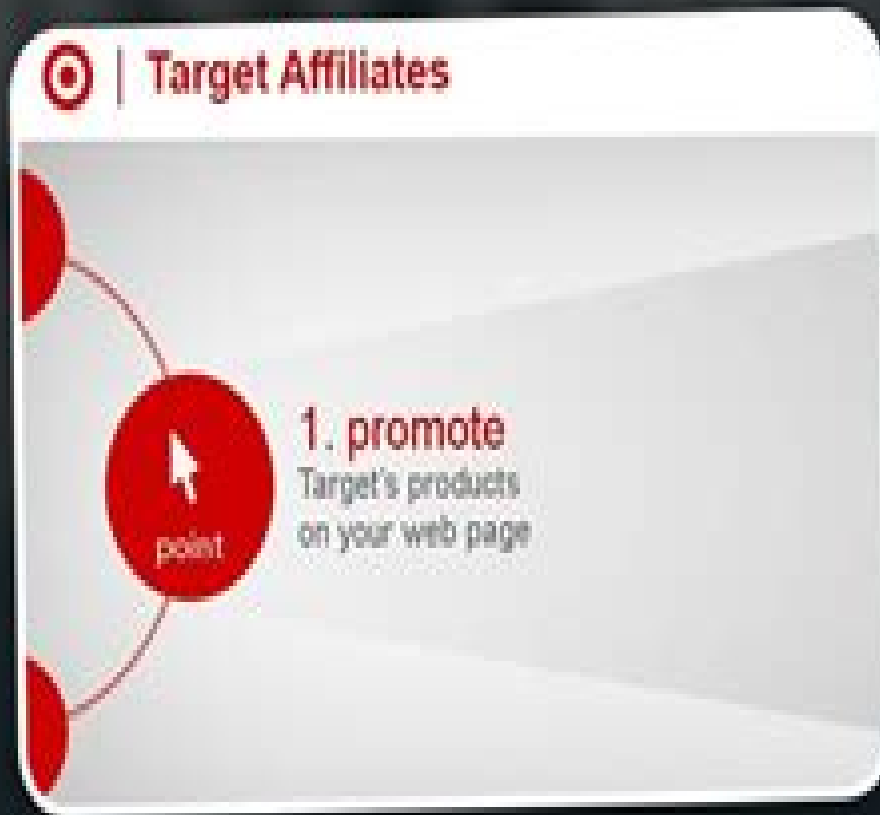 Target Affiliates
1. promote
Target's products
on your web page
point